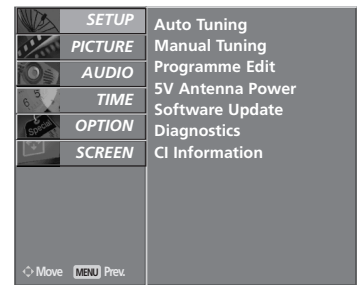 SETUP
PICTURE
AUDIO
TIME
OPTION
SCREEN
Auto Tuning
Manual Tuning
Programme Edit
5V Antenna Power
Software Update
Diagnostics
CI Information
Special
Move MENU Prev.